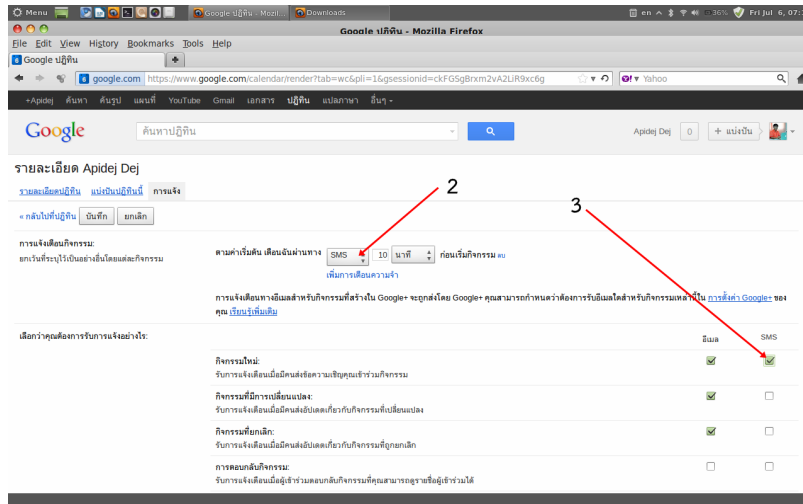 Menu Google ปฏิทิน - Mozil... Downloads en 36% Fri Jul 6, 07:
Google ปฏิทิน - Mozilla Firefox
File Edit View History Bookmarks Tools Help
6 Google ปฏิทิน
6 google.com https://www.google.com/calendar/render?tab=wc&pli=1&gsessionid=ckFGSgBrxm2vA2LiR9xc6g Yahoo
+Apidej ค้นหา ค้นรูป แผนที่ YouTube Gmail เอกสาร ปฏิทิน แปลภาษา อื่นๆ
Google ค้นหาปฏิทิน Apidej Dej 0 + แบ่งปัน
รายละเอียด Apidej Dej
รายละเอียดปฏิทิน แบ่งปันปฏิทินนี้ การแจ้ง
2
3
« กลับไปที่ปฏิทิน บันทึก ยกเลิก
การแจ้งเตือนกิจกรรม:
ยกเว้นที่ระบุไว้เป็นอย่างอื่นโดยแต่ละกิจกรรม
ตามค่าเริ่มต้น เตือนฉันผ่านทาง SMS 10 นาที ก่อนเริ่มกิจกรรม ลบ
เพิ่มการเตือนความจำ
การแจ้งเตือนทางอีเมลสำหรับกิจกรรมที่สร้างใน Google+ จะถูกส่งโดย Google+ คุณสามารถกำหนดว่าต้องการรับอีเมลใดสำหรับกิจกรรมเหล่านี้ใน การตั้งค่า Google+ ของ
คุณ เรียนรู้เพิ่มเติม
เลือกว่าคุณต้องการรับการแจ้งอย่างไร:
อีเมล SMS
กิจกรรมใหม่:
รับการแจ้งเตือนเมื่อมีคนส่งข้อความเชิญคุณเข้าร่วมกิจกรรม
กิจกรรมที่มีการเปลี่ยนแปลง:
รับการแจ้งเตือนเมื่อมีคนส่งอัปเดตเกี่ยวกับกิจกรรมที่เปลี่ยนแปลง
กิจกรรมที่ยกเลิก:
รับการแจ้งเตือนเมื่อมีคนส่งอัปเดตเกี่ยวกับกิจกรรมที่ถูกยกเลิก
การตอบกลับกิจกรรม:
รับการแจ้งเตือนเมื่อผู้เข้าร่วมตอบกลับกิจกรรมที่คุณสามารถดูรายชื่อผู้เข้าร่วมได้